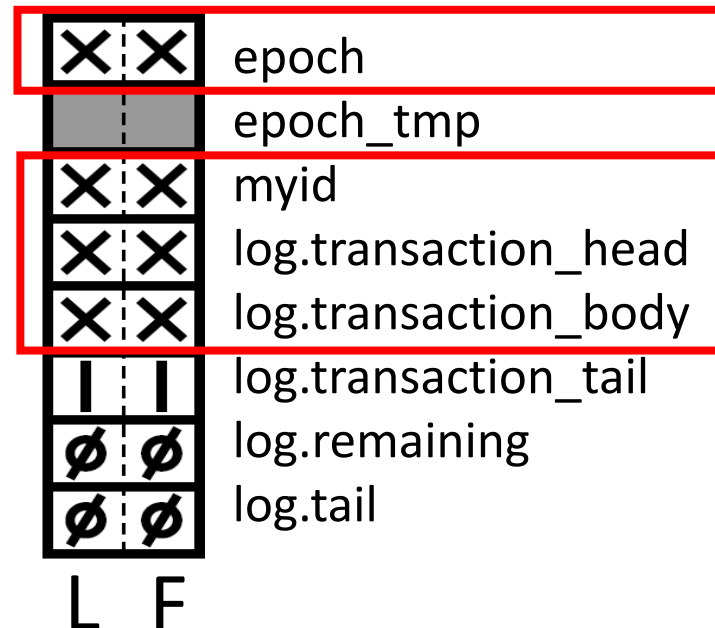 epoch
epoch_tmp
myid
log.transaction_head
log.transaction_body
log.transaction_tail
log.remaining
log.tail
L F